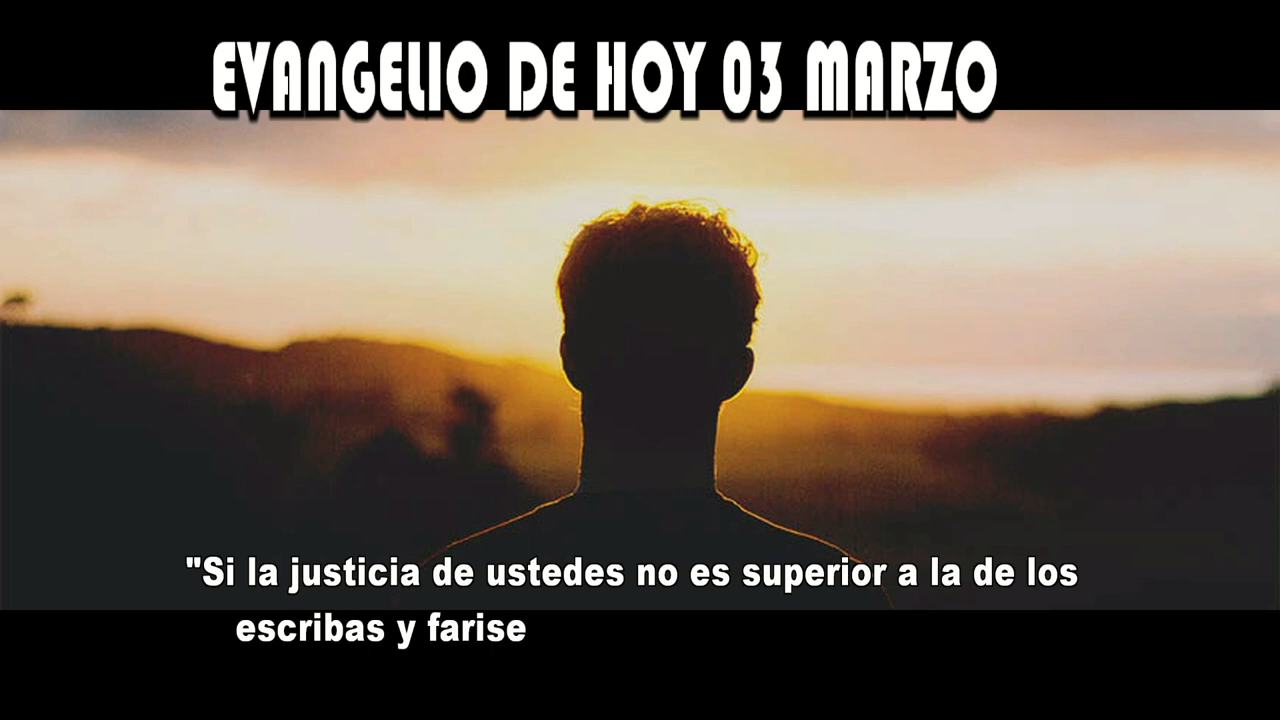 EVANGELIO DE HOY 03 MARZO
"Si la justicia de ustedes no es superior a la de los
escribas y farise